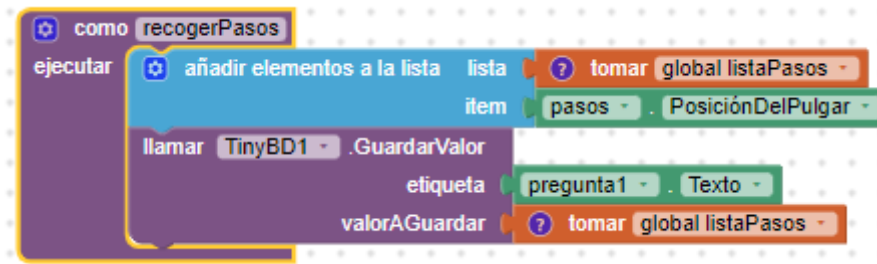 como recogerPasos
ejecutar añadir elementos a la lista lista ? tomar global listaPasos
item pasos . PosiciónDelPulgar
llamar TinyBD1 .GuardarValor
etiqueta pregunta1 . Texto
valorAGuardar ? tomar global listaPasos